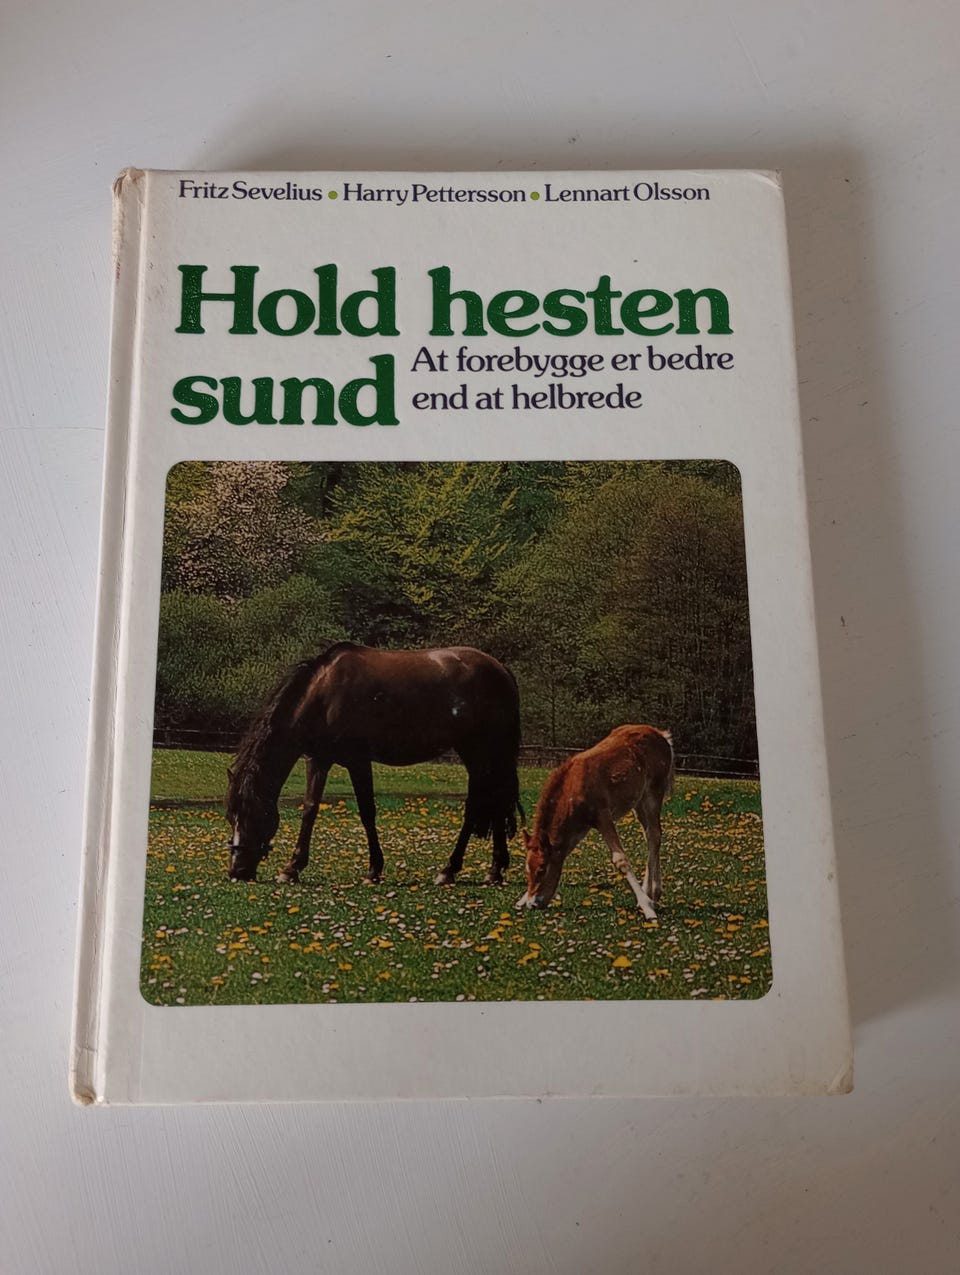 Fritz Sevelius • Harry Pettersson • Lennart Olsson
Hold hesten
sund
At forebygge er bedre
end at helbrede